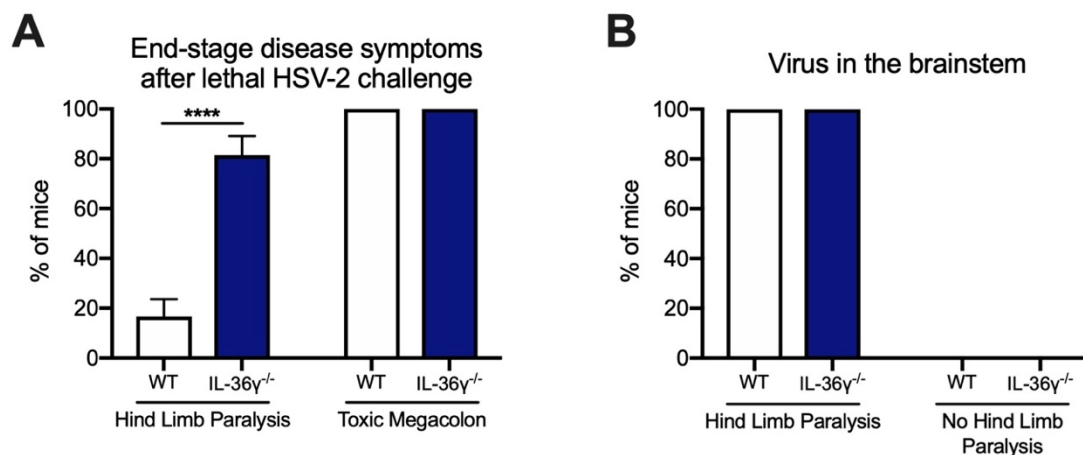 A
End-stage disease symptoms
after lethal HSV-2 challenge
% of mice
100
80
60
40
20
0
****
WT
IL-36γ-/-
WT
IL-36γ-/-
Hind Limb Paralysis
Toxic Megacolon
B
Virus in the brainstem
% of mice
100
80
60
40
20
0
WT
IL-36γ-/-
WT
IL-36γ-/-
Hind Limb Paralysis
No Hind Limb
Paralysis